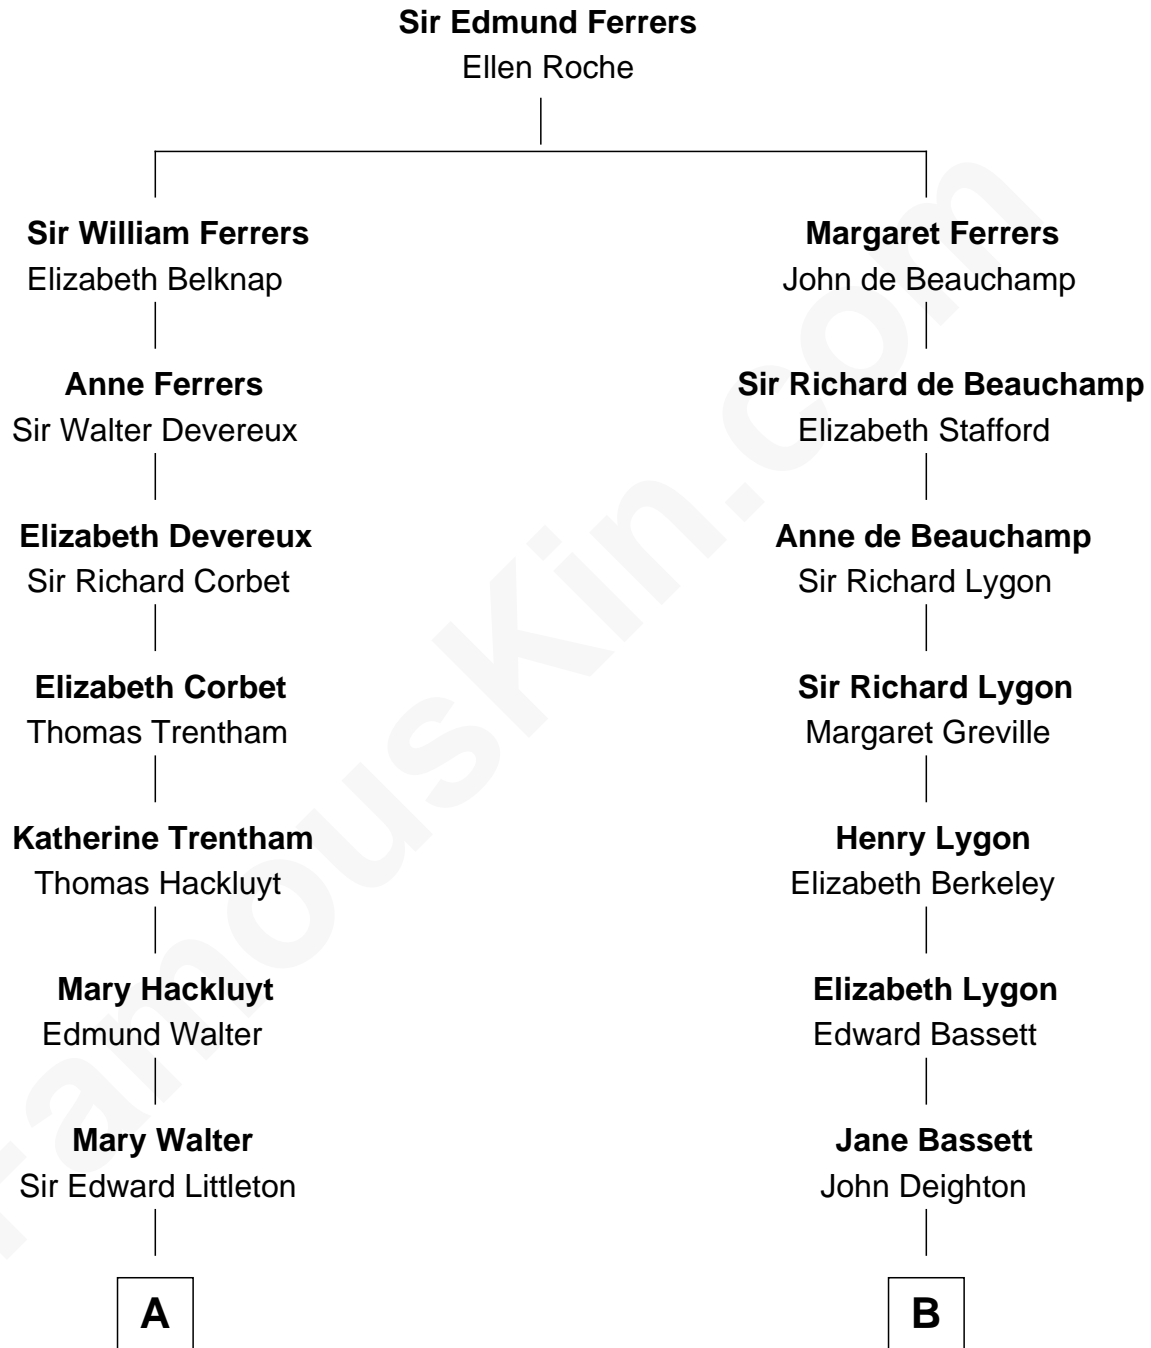 Sir Edmund Ferrers
Ellen Roche
Sir William Ferrers
Elizabeth Belknap
Margaret Ferrers
John de Beauchamp
Anne Ferrers
Sir Walter Devereux
Sir Richard de Beauchamp
Elizabeth Stafford
Elizabeth Devereux
Sir Richard Corbet
Anne de Beauchamp
Sir Richard Lygon
Elizabeth Corbet
Thomas Trentham
Sir Richard Lygon
Margaret Greville
Katherine Trentham
Thomas Hackluyt
Henry Lygon
Elizabeth Berkeley
Mary Hackluyt
Edmund Walter
Elizabeth Lygon
Edward Bassett
Mary Walter
Sir Edward Littleton
Jane Bassett
John Deighton
A
B
FamousKin.com